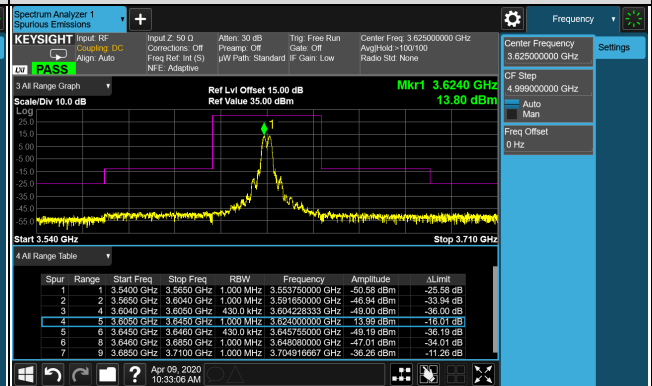 Spectrum Analyzer 1
Spurious Emissions
Frequency
KEYSIGHT
Input: RF
Coupling: DC
Align: Auto
Input Z: 50 Ω
Corrections: Off
Freq Ref: Int (S)
NFE: Adaptive
Atten: 30 dB
Preamp: Off
µW Path: Standard
Trig: Free Run
Gate: Off
IF Gain: Low
Center Freq: 3.625000000 GHz
Avg|Hold:>100/100
Radio Std: None
LXI
PASS
3 All Range Graph
Scale/Div 10.0 dB
Ref Lvl Offset 15.00 dB
Ref Value 35.00 dBm
Mkr1 3.6240 GHz
13.80 dBm
Log
25.0
15.0
5.00
-5.00
-15.0
-25.0
-35.0
-45.0
-55.0
1
Start 3.540 GHz
Stop 3.710 GHz
4 All Range Table
Spur Range Start Freq Stop Freq RBW Frequency Amplitude ΔLimit
1 1 3.5400 GHz 3.5650 GHz 1.000 MHz 3.553750000 GHz -50.58 dBm -25.58 dB
2 2 3.5650 GHz 3.6040 GHz 1.000 MHz 3.591650000 GHz -46.94 dBm -33.94 dB
3 4 3.6040 GHz 3.6050 GHz 430.0 kHz 3.604228333 GHz -49.00 dBm -36.00 dB
4 5 3.6050 GHz 3.6450 GHz 1.000 MHz 3.624000000 GHz 13.99 dBm -16.01 dB
5 6 3.6450 GHz 3.6460 GHz 430.0 kHz 3.645755000 GHz -49.19 dBm -36.19 dB
6 8 3.6460 GHz 3.6850 GHz 1.000 MHz 3.648080000 GHz -47.01 dBm -34.01 dB
7 9 3.6850 GHz 3.7100 GHz 1.000 MHz 3.704916667 GHz -36.26 dBm -11.26 dB
Center Frequency
3.625000000 GHz
CF Step
4.999000000 GHz
Auto
Man
Freq Offset
0 Hz
Settings
Apr 09, 2020
10:33:06 AM